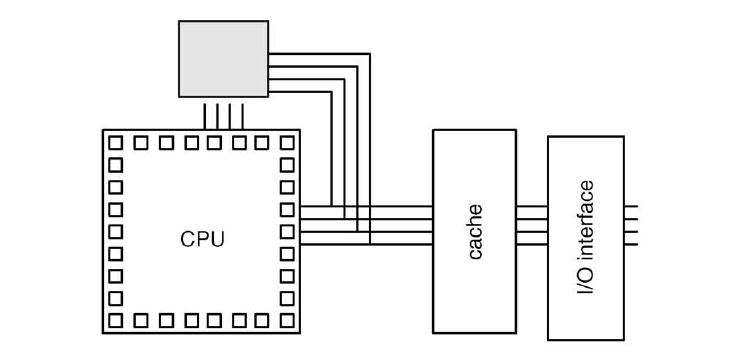 CPU
cache
I/O interface